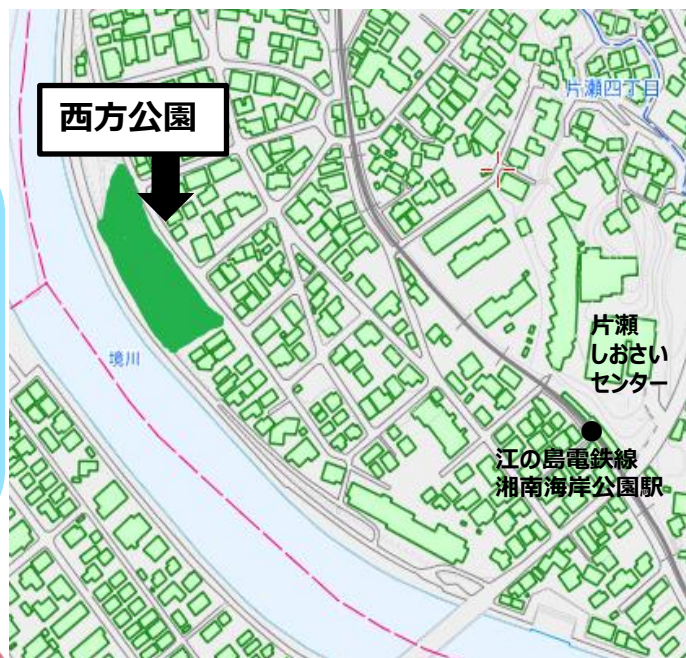 片瀬四丁目
西方公園
片瀬
しおさい
センター
境川
江の島電鉄線
湘南海岸公園駅